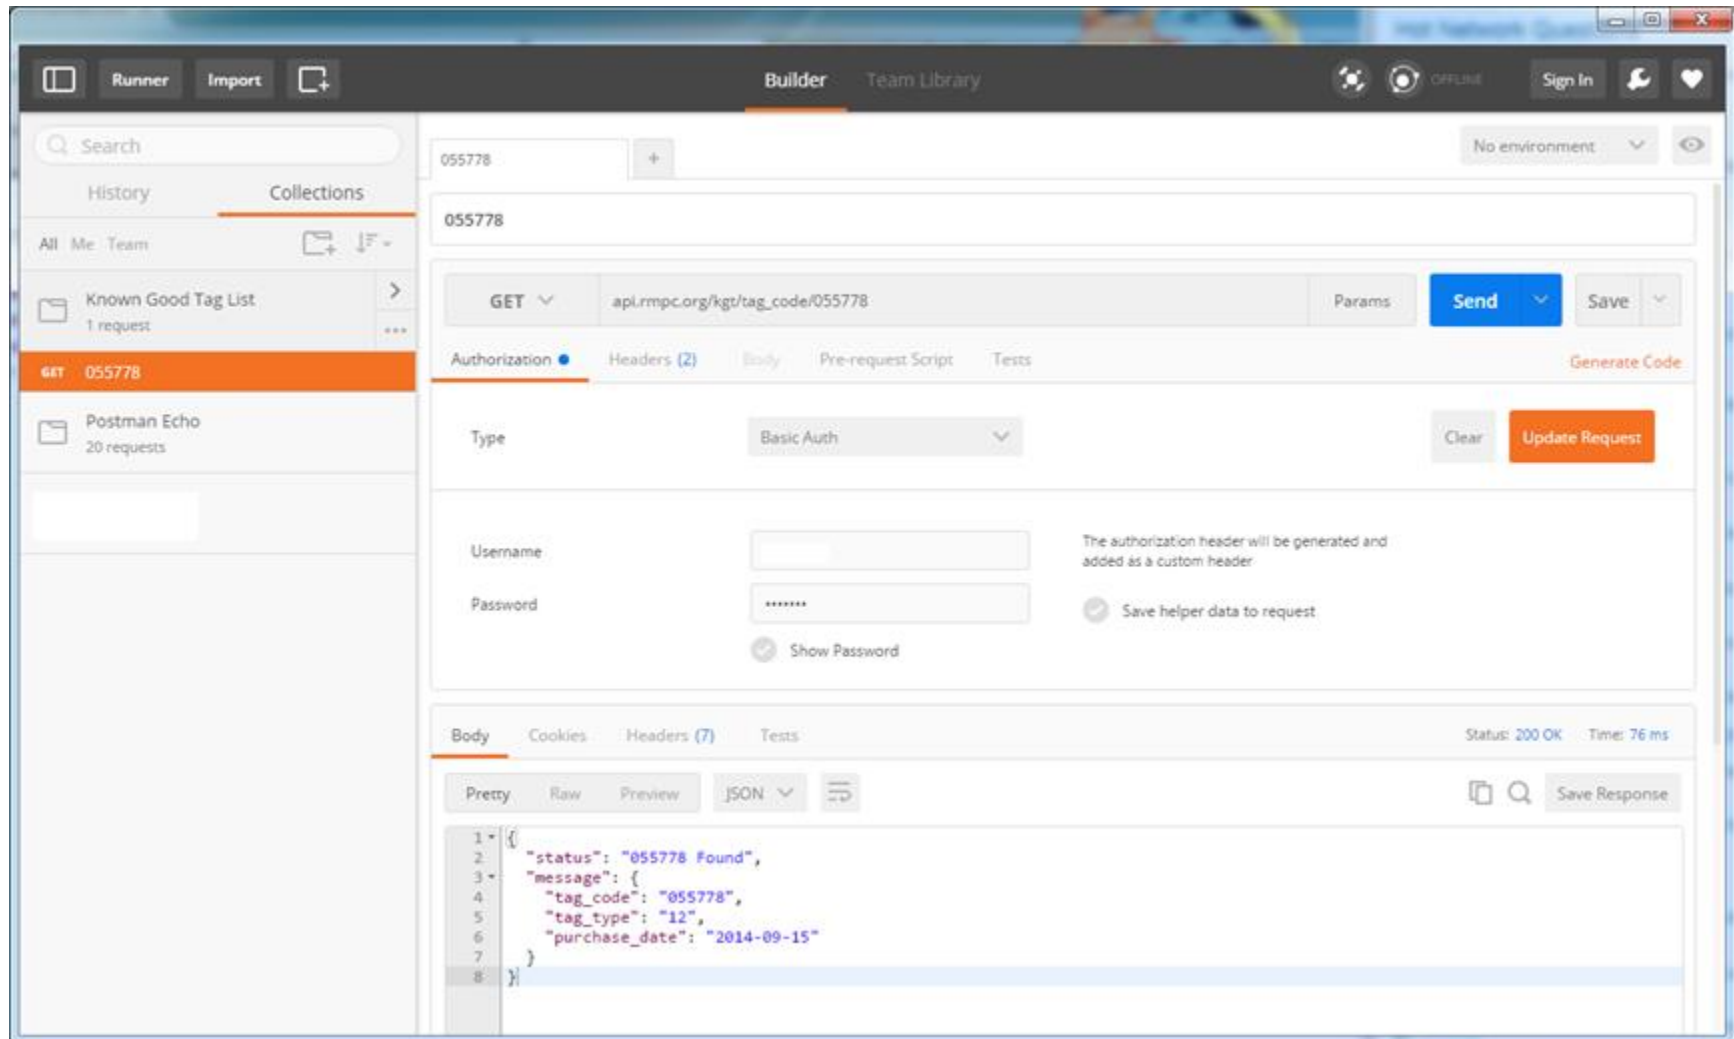 Hot Network Questions
Runner Import Builder Team Library OFFLINE Sign In
Search
History Collections
All Me Team
Known Good Tag List
1 request
GET 055778
Postman Echo
20 requests
055778 + No environment
055778
GET api.rmpc.org/kgt/tag_code/055778 Params Send Save
Authorization Headers (2) Body Pre-request Script Tests Generate Code
Type Basic Auth Clear Update Request
Username The authorization header will be generated and
added as a custom header
Password ••••••• Save helper data to request
Show Password
Body Cookies Headers (7) Tests Status: 200 OK Time: 76 ms
Pretty Raw Preview JSON Save Response
1 {
2 "status": "055778 Found",
3 "message": {
4 "tag_code": "055778",
5 "tag_type": "12",
6 "purchase_date": "2014-09-15"
7 }
8 }